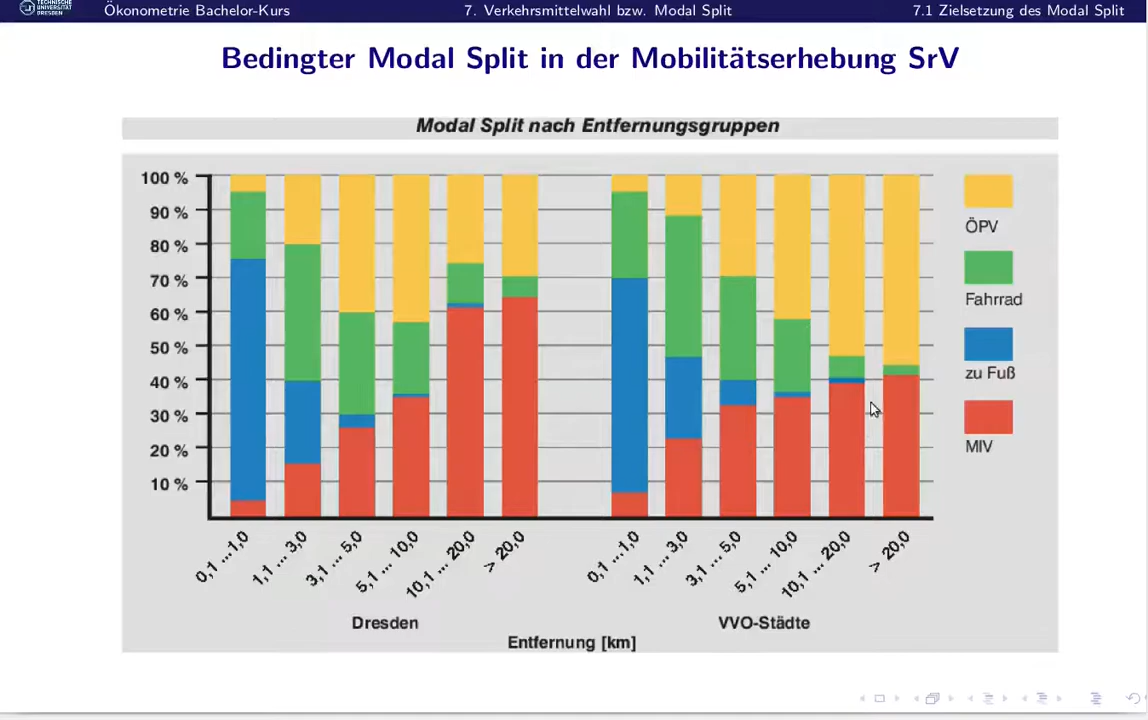 TECHNISCHE
UNIVERSITÄT
DRESDEN
Ökonometrie Bachelor-Kurs
7. Verkehrsmittelwahl bzw. Modal Split
7.1 Zielsetzung des Modal Split
Bedingter Modal Split in der Mobilitätserhebung SrV
Modal Split nach Entfernungsgruppen
100 %
90 %
80 %
70 %
60 %
50 %
40 %
30 %
20 %
10 %
ÖPV
Fahrrad
zu Fuß
MIV
0,1 ...1,0
1,1 ... 3,0
3,1 ... 5,0
5,1 ... 10,0
10,1 ... 20,0
> 20,0
0,1 ...1,0
1,1 ... 3,0
3,1 ... 5,0
5,1 ... 10,0
10,1 ... 20,0
> 20,0
Dresden
VVO-Städte
Entfernung [km]